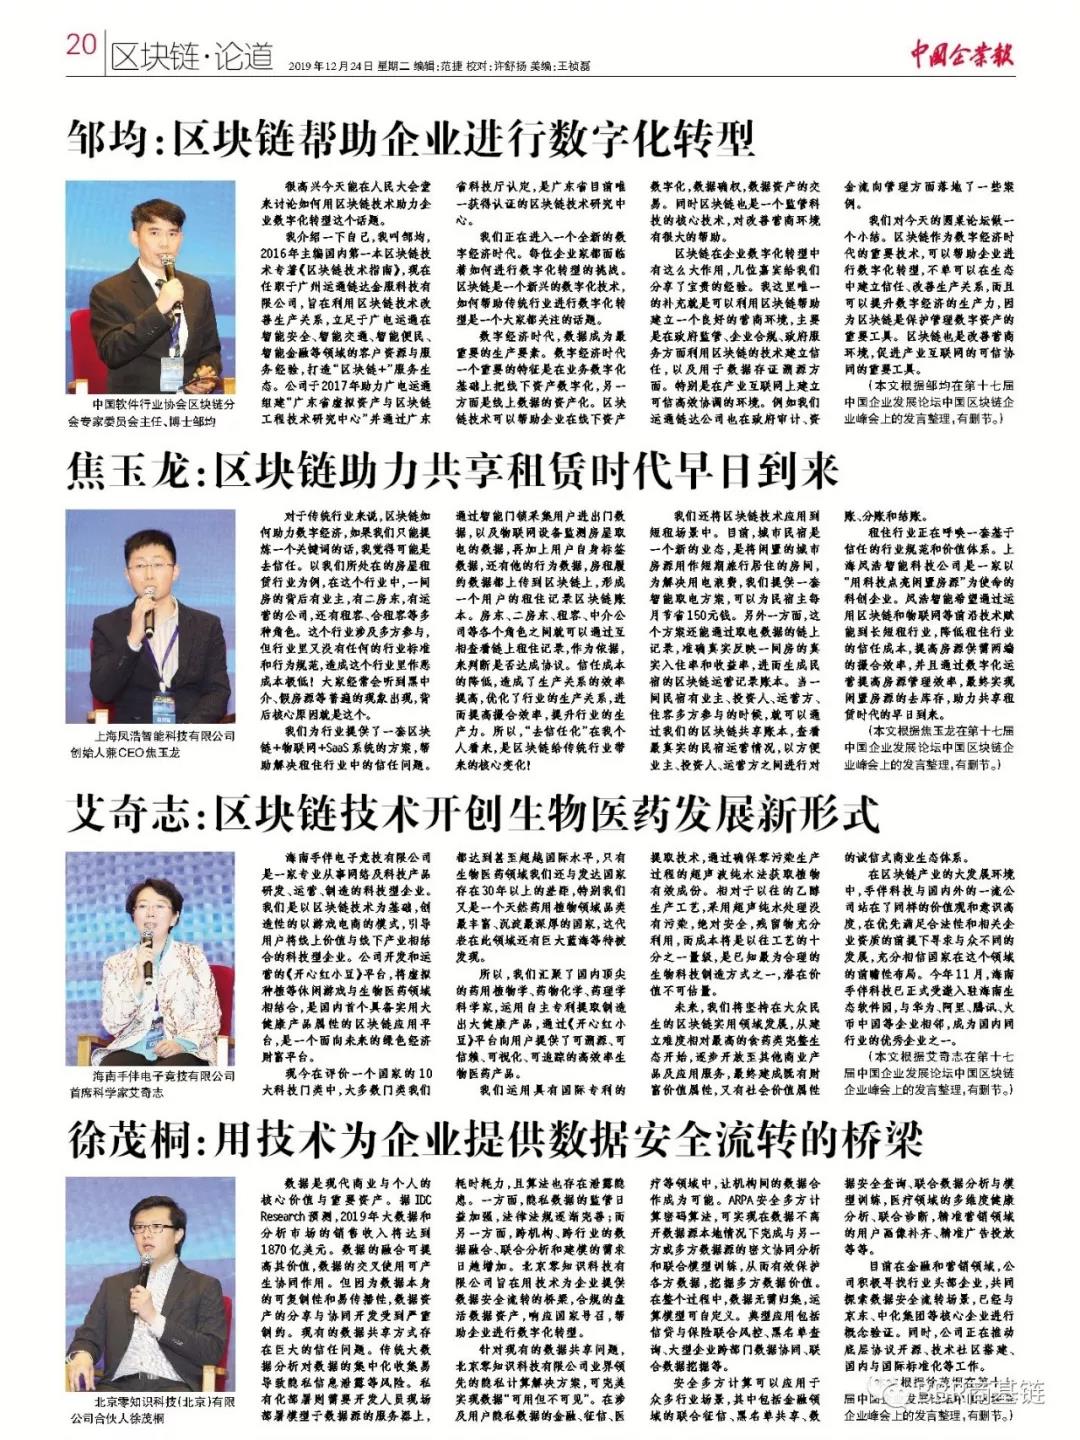 20
区块链·论道
2019年12月24日 星期二 编辑:范捷 校对:许舒扬 美编:王桢磊
中国企业报
邹均:区块链帮助企业进行数字化转型
中国软件行业协会区块链分
会专家委员会主任、博士邹均
很高兴今天能在人民大会堂
来讨论如何用区块链技术助力企
业数字化转型这个话题。
我介绍一下自己,我叫邹均,
2016年主编国内第一本区块链技
术专著《区块链技术指南》,现在
任职于广州运通链达金服科技有
限公司,旨在利用区块链技术改
善生产关系,立足于广电运通在
智能安全、智能交通、智能便民、
智能金融等领域的客户资源与服
务经验,打造“区块链+”服务生
态。公司于2017年助力广电运通
组建“广东省虚拟资产与区块链
工程技术研究中心”并通过广东
省科技厅认定,是广东省目前唯
一获得认证的区块链技术研究中
心。
我们正在进入一个全新的数
字经济时代。每位企业家都面临
着如何进行数字化转型的挑战。
区块链是一个新兴的数字化技术,
如何帮助传统行业进行数字化转
型是一个大家都关注的话题。
数字经济时代,数据成为最
重要的生产要素。数字经济时代
一个重要的特征是在业务数字化
基础上把线下资产数字化,另一
方面是线上数据的资产化。区块
链技术可以帮助企业在线下资产
数字化,数据确权,数据资产的交
易。同时区块链也是一个监管科
技的核心技术,对改善营商环境
有很大的帮助。
区块链在企业数字化转型中
有这么大作用,几位嘉宾给我们
分享了宝贵的经验。我这里唯一
的补充就是可以利用区块链帮助
建立一个良好的营商环境,主要
是在政府监管、企业合规、政府服
务方面利用区块链的技术建立信
任,以及用于数据存证溯源方
面。特别是在产业互联网上建立
可信高效协调的环境。例如我们
运通链达公司也在政府审计、资
金流向管理方面落地了一些案
例。
我们对今天的圆桌论坛做一
个小结。区块链作为数字经济时
代的重要技术,可以帮助企业进
行数字化转型,不单可以在生态
中建立信任、改善生产关系,而且
可以提升数字经济的生产力,因
为区块链是保护管理数字资产的
重要工具。区块链也是改善营商
环境,促进产业互联网的可信协
同的重要工具。
(本文根据邹均在第十七届
中国企业发展论坛中国区块链企
业峰会上的发言整理,有删节。)
焦玉龙:区块链助力共享租赁时代早日到来
上海风浩智能科技有限公司
创始人兼CEO焦玉龙
对于传统行业来说,区块链如
何助力数字经济,如果我们只能提
炼一个关键词的话,我觉得可能是
去信任。以我们所处在的房屋租
赁行业为例,在这个行业中,一间
房的背后有业主,有二房东,有运
营的公司,还有租客、合租客等多
种角色。这个行业涉及多方参与,
但行业里又没有任何的行业标准
和行为规范,造成这个行业里作恶
成本极低!大家经常会听到黑中
介、假房源等普遍的现象出现,背
后核心原因就是这个。
我们为行业提供了一套区块
链+物联网+SaaS系统的方案,帮
助解决租住行业中的信任问题。
通过智能门锁采集用户进出门数
据,以及物联网设备监测房屋取
电的数据,再加上用户自身标签
数据,还有他的行为数据,房租履
约数据都上传到区块链上,形成
一个用户的租住记录区块链账
本。房东、二房东、租客、中介公
司等各个角色之间就可以通过互
相查看链上租住记录,作为依据,
来判断是否达成协议。信任成本
的降低,造成了生产关系的效率
提高,优化了行业的生产关系,进
而提高撮合效率,提升行业的生
产力。所以,“去信任化”在我个
人看来,是区块链给传统行业带
来的核心变化!
我们还将区块链技术应用到
短租场景中。目前,城市民宿是
一个新的业态,是将闲置的城市
房源用作短期旅行居住的房间,
为解决用电浪费,我们提供一套
智能取电方案,可以为民宿主每
月节省150元钱。另外一方面,这
个方案还能通过取电数据的链上
记录,准确真实反映一间房的真
实入住率和收益率,进而生成民
宿的区块链运营记录账本。当一
间民宿有业主、投资人、运营方、
住客多方参与的时候,就可以通
过我们的区块链共享账本,查看
最真实的民宿运营情况,以方便
业主、投资人、运营方之间进行对
账、分账和结账。
租住行业正在呼唤一套基于
信任的行业规范和价值体系。上
海风浩智能科技公司是一家以
“用科技点亮闲置房源”为使命的
科创企业。风浩智能希望通过运
用区块链和物联网等前沿技术赋
能到长短租行业,降低租住行业
的信任成本,提高房源供需两端
的撮合效率,并且通过数字化运
营提高房源管理效率,最终实现
闲置房源的去库存,助力共享租
赁时代的早日到来。
(本文根据焦玉龙在第十七
届中国企业发展论坛中国区块链企
业峰会上的发言整理,有删节。)
艾奇志:区块链技术开创生物医药发展新形式
海南手伴电子竞技有限公司
首席科学家艾奇志
海南手伴电子竞技有限公司
是一家专业从事网络及科技产品
研发、运营、制造的科技型企业。
我们是以区块链技术为基础,创
造性的以游戏电商的模式,引导
用户将线上价值与线下产业相结
合的科技型企业。公司开发和运
营的《开心红小豆》平台,将虚拟
种植等休闲游戏与生物医药领域
相结合,是国内首个具备实用大
健康产品属性的区块链应用平
台,是一个面向未来的绿色经济
财富平台。
现今在评价一个国家的10
大科技门类中,大多数门类我们
都达到甚至超越国际水平,只有
生物医药领域我们还与发达国家
存在30年以上的差距,特别我们
又是一个天然药用植物领域品类
最丰富、沉淀最深厚的国家,这代
表在此领域还有巨大蓝海等待被
发现。
所以,我们汇聚了国内顶尖
的药用植物学、药物化学、药理学
科学家,运用自主专利提取制造
出大健康产品,通过《开心红小
豆》平台向用户提供了可溯源、可
信赖、可视化、可追踪的高效率生
物医药产品。
我们运用具有国际专利的
提取技术,通过确保零污染生产
过程的超声波纯水法获取植物
有效成份。相对于以往的乙醇
生产工艺,采用超声纯水处理没
有污染,绝对安全,残留物充分
利用,而成本将是以往工艺的十
分之一量级,是已知最为合理的
生物科技制造方式之一,潜在价
值不可估量。
未来,我们将坚持在大众民
生的区块链实用领域发展,从建
立难度相对最高的食药类完整生
态开始,逐步开放至其他商业产
品及应用服务,最终建成既有财
富价值属性,又有社会价值属性
的诚信式商业生态体系。
在区块链产业的大发展环境
中,手伴科技与国内外的一流公
司站在了同样的价值观和意识高
度,在优先满足合法性和相关企
业资质的前提下寻求与众不同的
发展,充分相信国家在这个领域
的前瞻性布局。今年11月,海南
手伴科技已正式受邀入驻海南生
态软件园,与华为、阿里、腾讯、火
币中国等企业相邻,成为国内同
行业的优秀企业之一。
(本文根据艾奇志在第十七
届中国企业发展论坛中国区块链
企业峰会上的发言整理,有删节。)
徐茂桐:用技术为企业提供数据安全流转的桥梁
北京零知识科技(北京)有限
公司合伙人徐茂桐
数据是现代商业与个人的
核心价值与重要资产。据IDC
Research预测,2019年大数据和
分析市场的销售收入将达到
1870亿美元。数据的融合可提
高其价值,数据的交叉使用可产
生协同作用。但因为数据本身
的可复制性和易传播性,数据资
产的分享与协同开发受到严重
制约。现有的数据共享方式存
在巨大的信任问题。传统大数
据分析对数据的集中化收集易
导致隐私信息泄露等风险。私
有化部署则需要开发人员现场
部署模型于数据源的服务器上,
耗时耗力,且算法也存在泄露隐
患。一方面,隐私数据的监管日
益加强,法律法规逐渐完善;而
另一方面,跨机构、跨行业的数
据融合、联合分析和建模的需求
日趋增加。北京零知识科技有
限公司旨在用技术为企业提供
数据安全流转的桥梁,合规的盘
活数据资产,响应国家号召,帮
助企业进行数字化转型。
针对现有的数据共享问题,
北京零知识科技有限公司业界领
先的隐私计算解决方案,可完美
实现数据“可用但不可见”。在涉
及用户隐私数据的金融、征信、医
疗等领域中,让机构间的数据合
作成为可能。ARPA安全多方计
算密码算法,可实现在数据不离
开数据源本地情况下完成与另一
方或多方数据源的密文协同分析
和联合模型训练,从而有效保护
各方数据,挖掘多方数据价值。
在整个过程中,数据无需归集,运
算模型可自定义。典型应用包括
信贷与保险联合风控、黑名单查
询、大型企业跨部门数据协同、联
合数据挖掘等。
安全多方计算可以应用于
众多行业场景,其中包括金融领
域的联合征信、黑名单共享、数
据安全查询、联合数据分析与模
型训练,医疗领域的多维度健康
分析、联合诊断,精准营销领域
的用户画像补齐、精准广告投放
等等。
目前在金融和营销领域,公
司积极寻找行业头部企业,共同
探索数据安全流转场景,已经与
京东、中化集团等核心企业进行
概念验证。同时,公司正在推动
底层协议开源、技术社区搭建、
国内与国际标准化等工作。
根据徐茂桐在第十
届中国
企业峰会上的发言整理,有删节。)